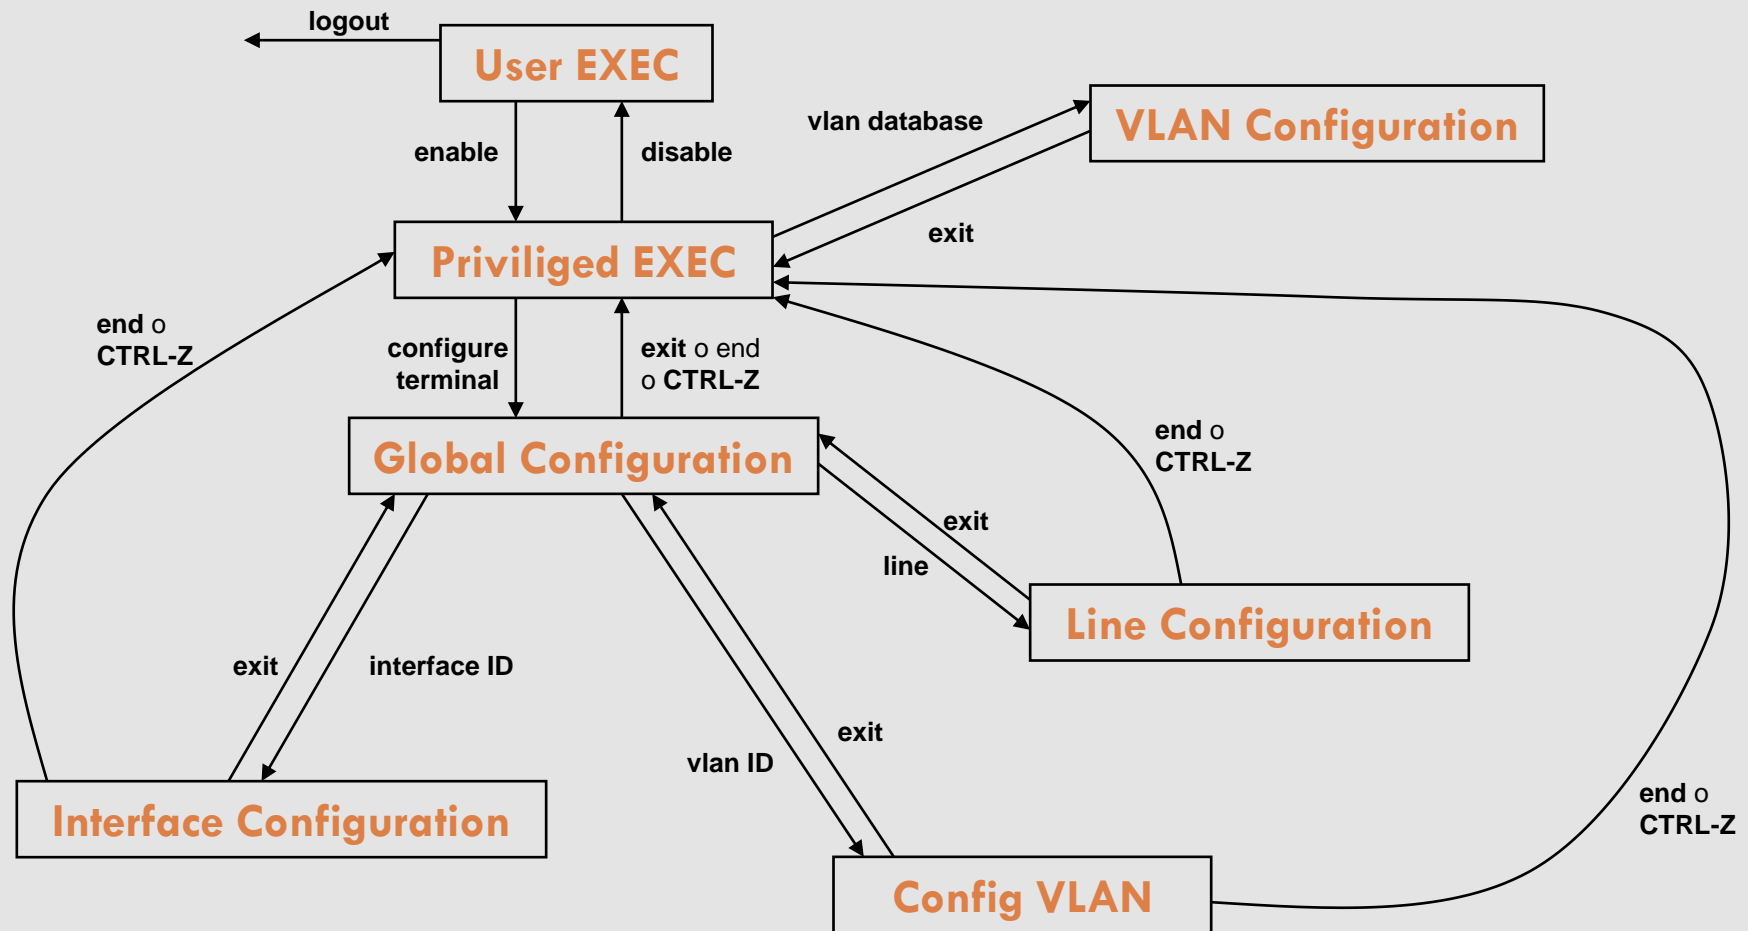 logout
User EXEC
enable
disable
vlan database
VLAN Configuration
exit
Priviliged EXEC
end o
CTRL-Z
configure
terminal
exit o end
o CTRL-Z
Global Configuration
end o
CTRL-Z
exit
line
Line Configuration
exit
interface ID
exit
vlan ID
Interface Configuration
end o
CTRL-Z
Config VLAN